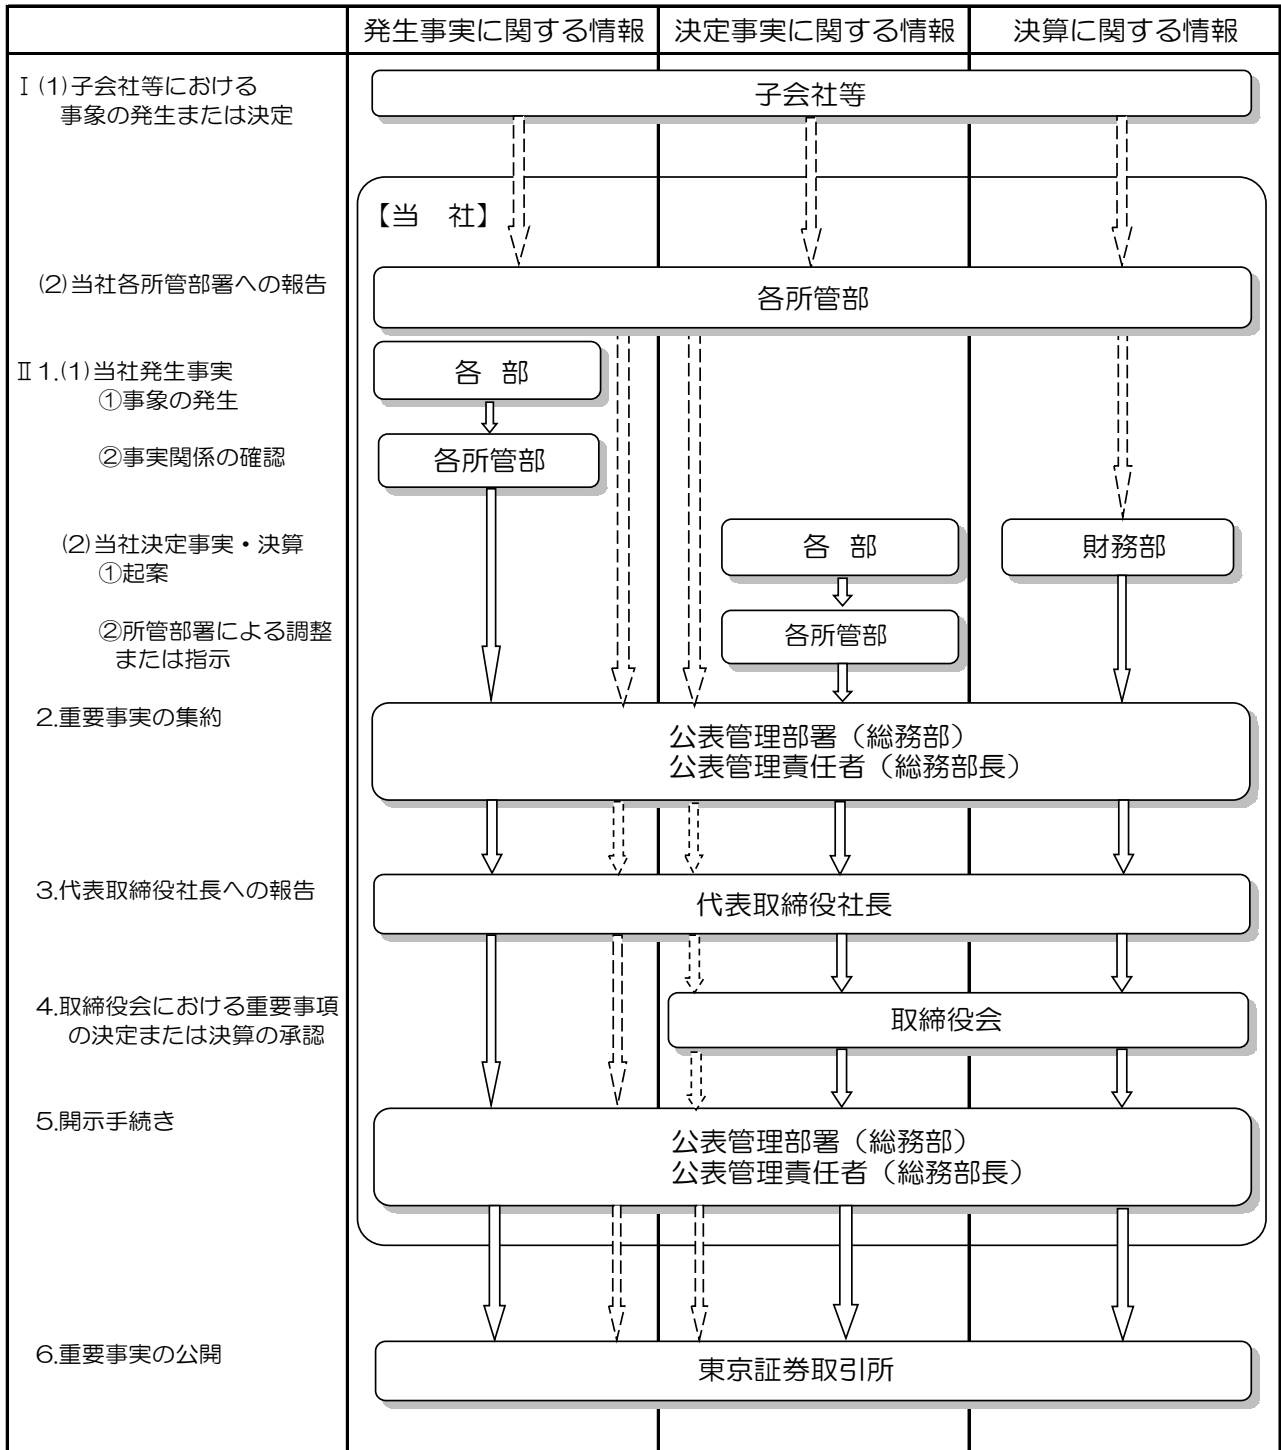 発生事実に関する情報 決定事実に関する情報 決算に関する情報
Ⅰ(1)子会社等における
事象の発生または決定
子会社等
【当　社】
(2)当社各所管部署への報告
各所管部
Ⅱ1.(1)当社発生事実
①事象の発生
各 部
②事実関係の確認
各所管部
(2)当社決定事実・決算
①起案
各 部
財務部
②所管部署による調整
または指示
各所管部
2.重要事実の集約
公表管理部署（総務部）
公表管理責任者（総務部長）
3.代表取締役社長への報告
代表取締役社長
4.取締役会における重要事項
の決定または決算の承認
取締役会
5.開示手続き
公表管理部署（総務部）
公表管理責任者（総務部長）
6.重要事実の公開
東京証券取引所